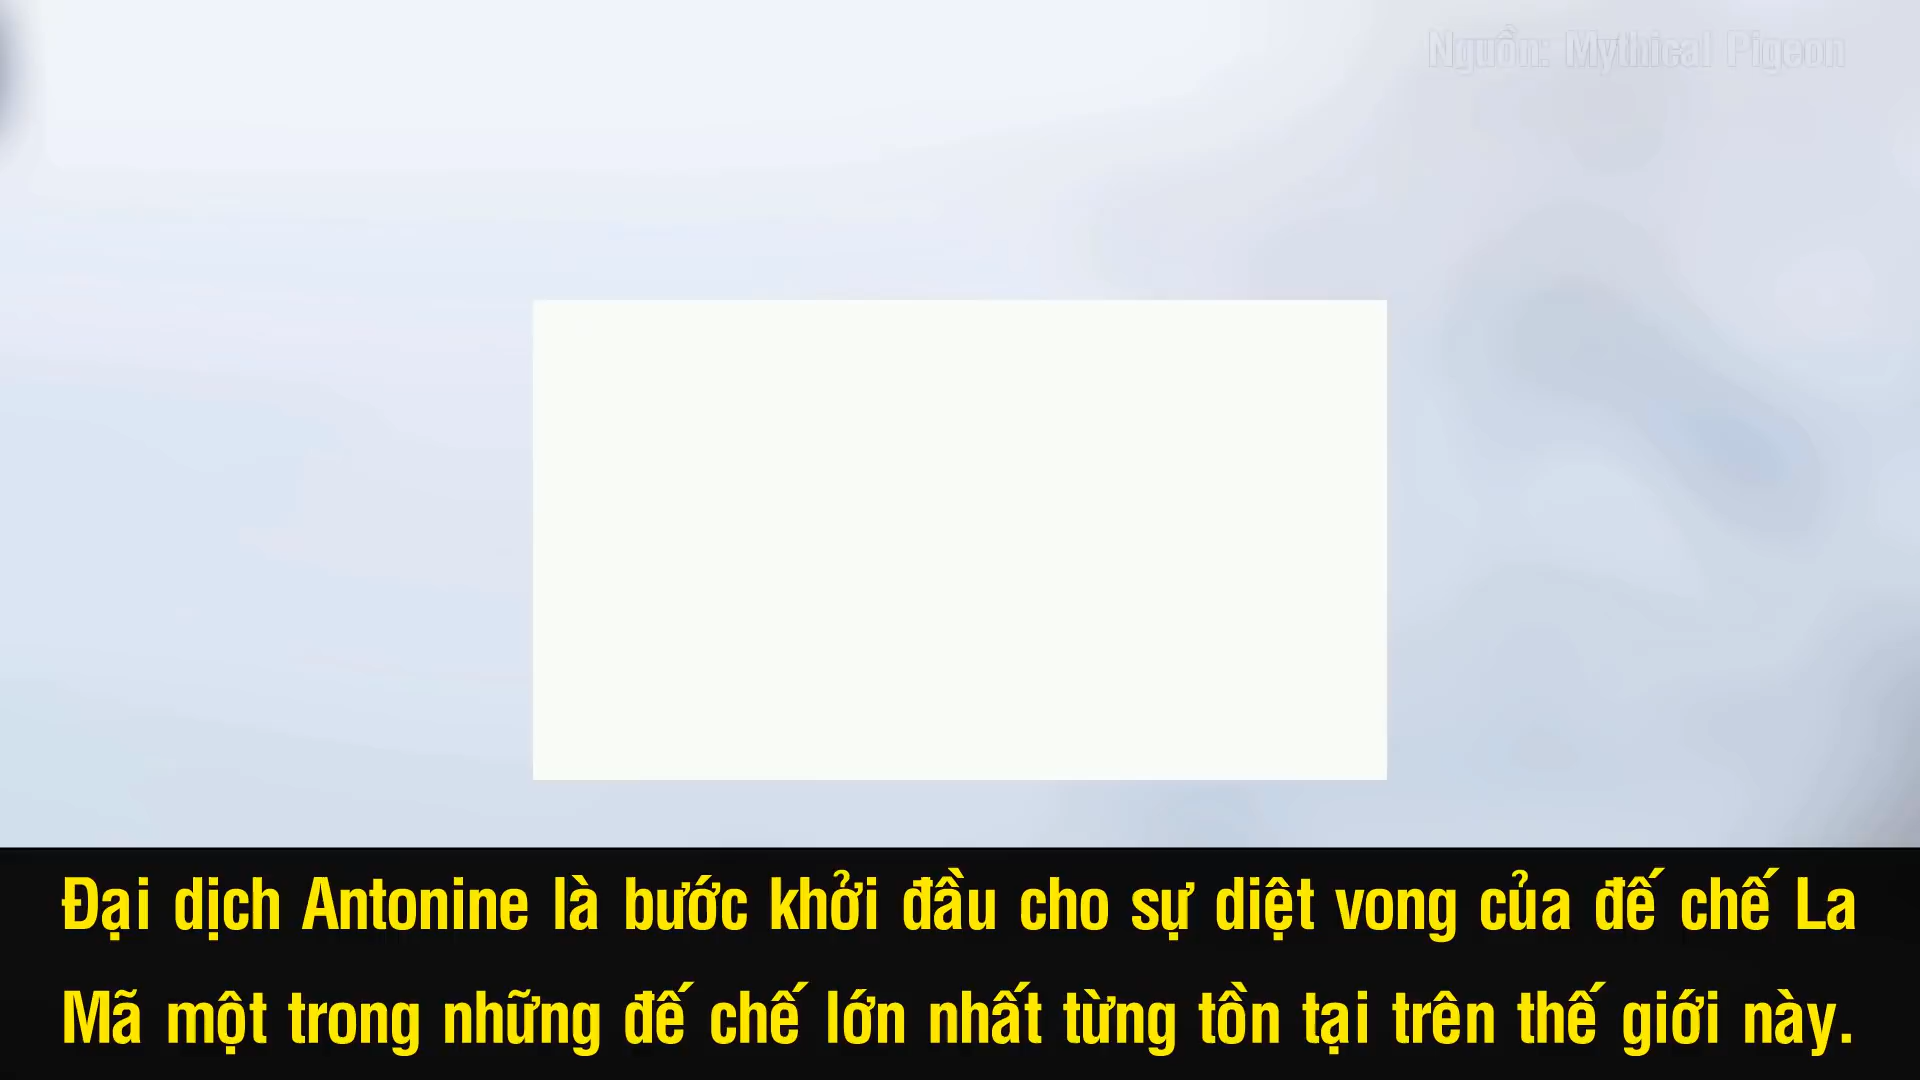 Nguồn: Mythical Pigeon
Đại dịch Antonine là bước khởi đầu cho sự diệt vong của đế chế La
Mã một trong những đế chế lớn nhất từng tồn tại trên thế giới này.